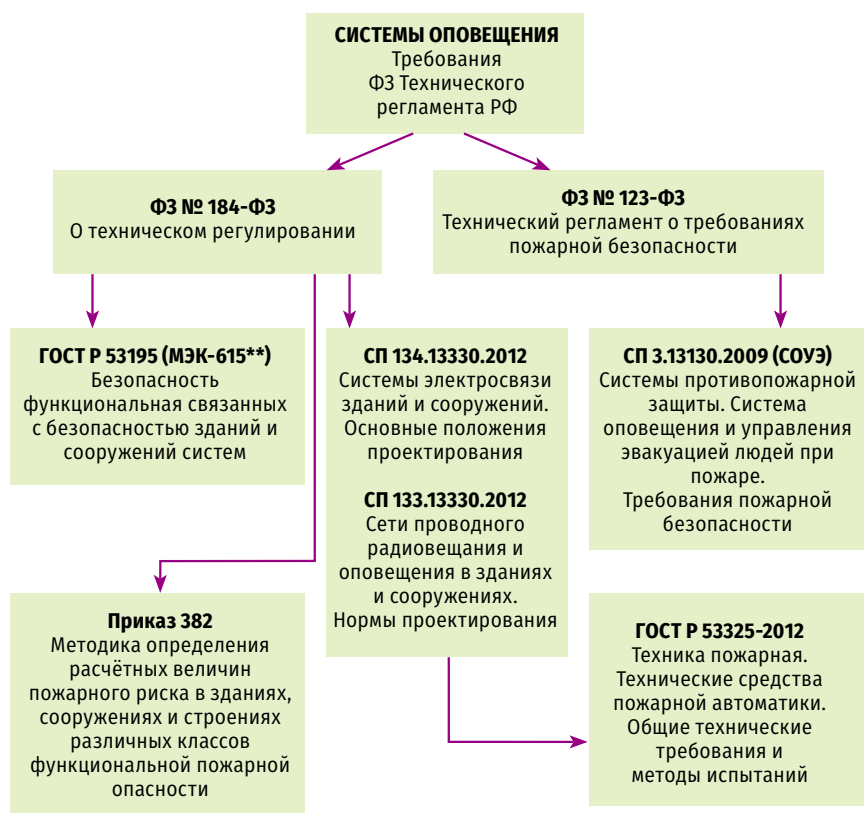 СИСТЕМЫ ОПОВЕЩЕНИЯ
Требования
ФЗ Технического
регламента РФ
ФЗ № 184-ФЗ
О техническом регулировании
ФЗ № 123-ФЗ
Технический регламент о требованиях
пожарной безопасности
ГОСТ Р 53195 (МЭК-615**)
Безопасность
функциональная связанных
с безопасностью зданий и
сооружений систем
СП 134.13330.2012
Системы электросвязи
зданий и сооружений.
Основные положения
проектирования
СП 133.13330.2012
Сети проводного
радиовещания и
оповещения в зданиях
и сооружениях.
Нормы проектирования
СП 3.13130.2009 (СОУЭ)
Системы противопожарной
защиты. Система
оповещения и управления
эвакуацией людей при
пожаре.
Требования пожарной
безопасности
Приказ 382
Методика определения
расчётных величин
пожарного риска в зданиях,
сооружениях и строениях
различных классов
функциональной пожарной
опасности
ГОСТ Р 53325-2012
Техника пожарная.
Технические средства
пожарной автоматики.
Общие технические
требования и
методы испытаний